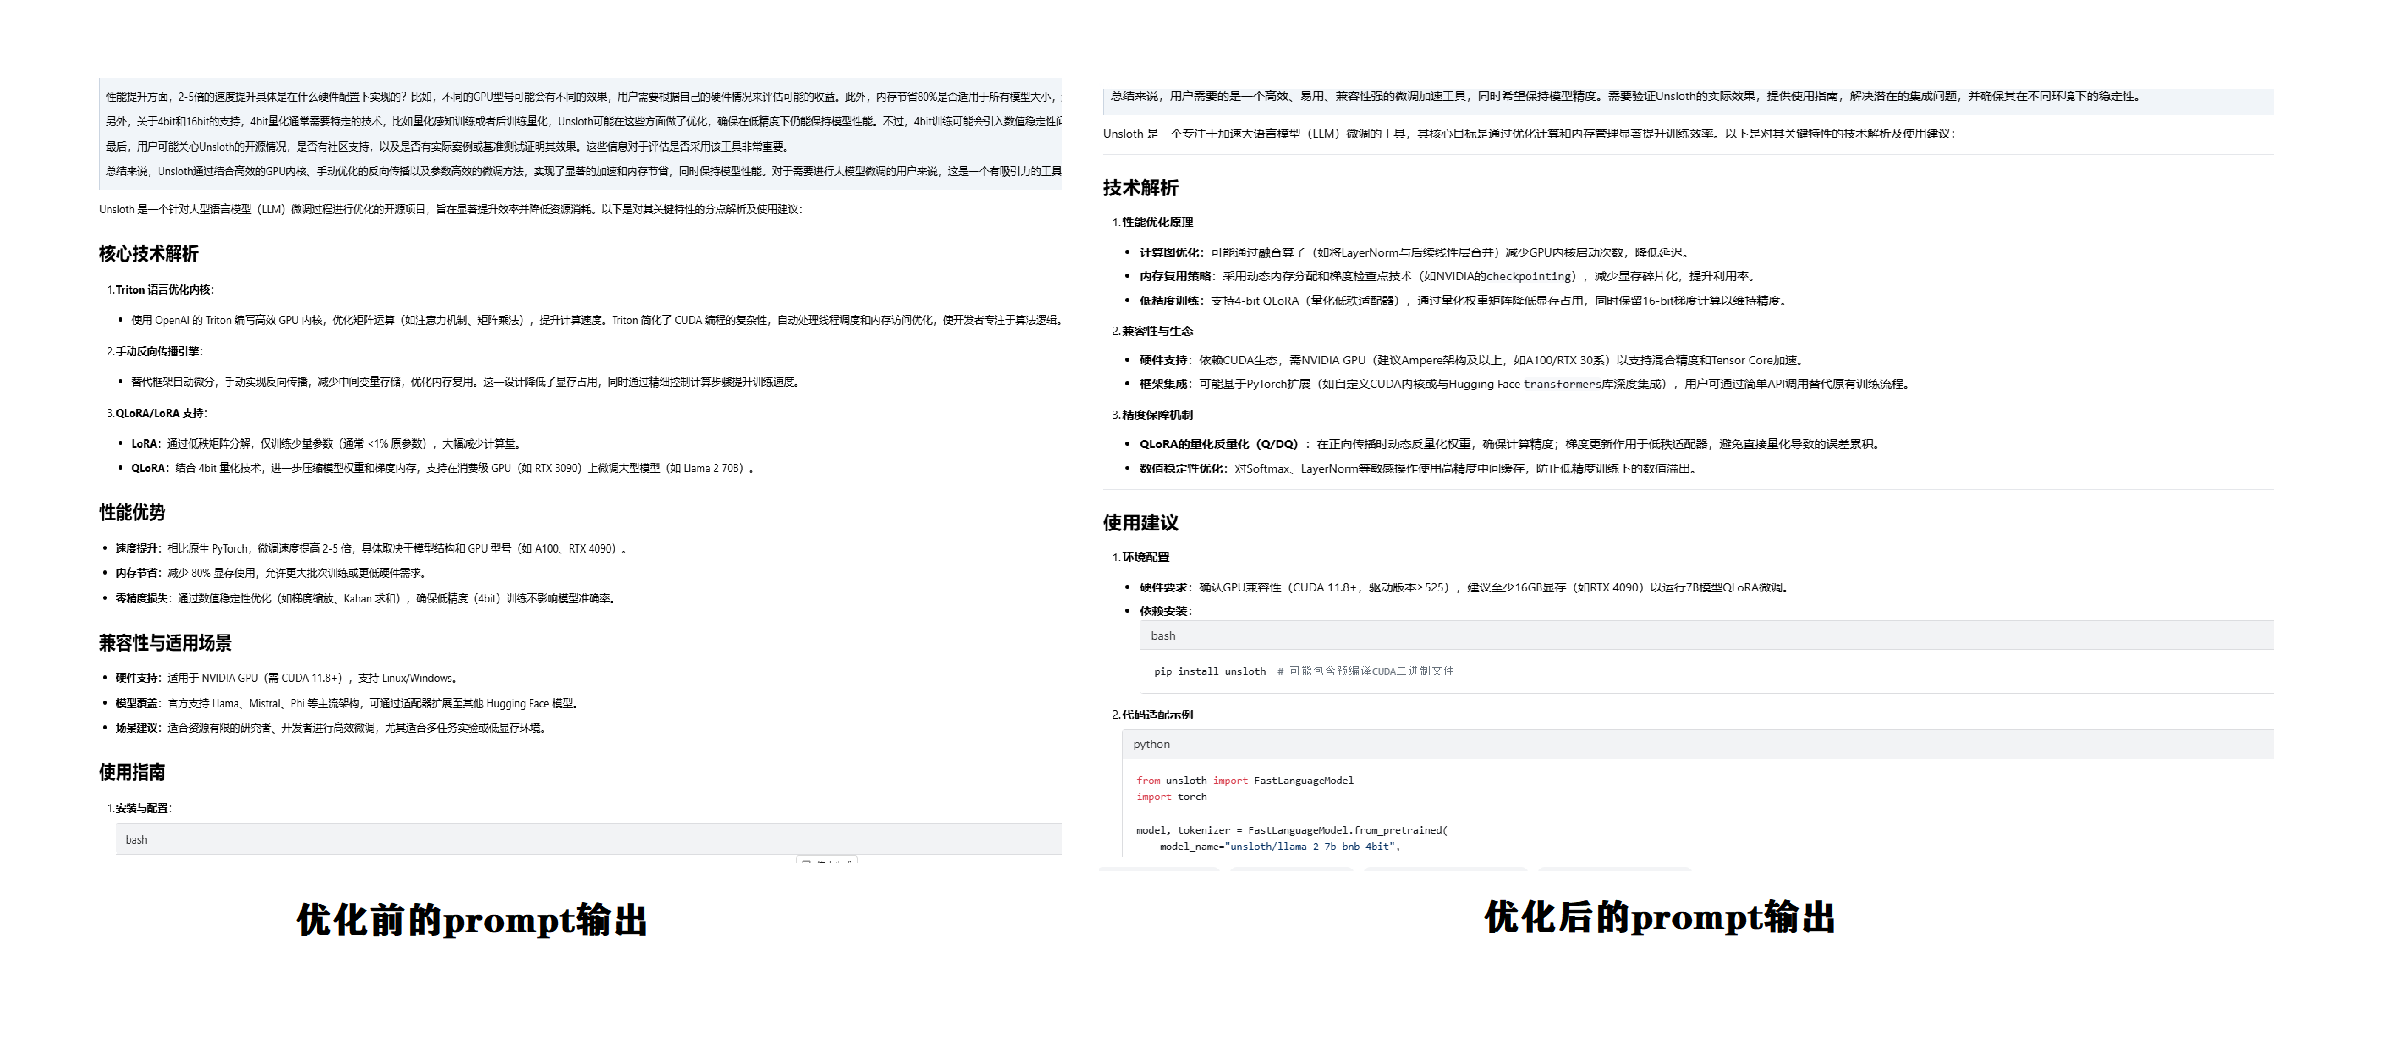 性能提升方面，2-5倍的速度提升具体是在什么硬件配置下实现的？比如，不同的GPU型号可能会有不同的效果，用户需要根据自己的硬件情况来评估可能的收益。此外，内存节省80%是否适用于所有模型大小，
另外，关于4bit和16bit的支持，4bit量化通常需要特定的技术，比如量化感知训练或者后训练量化，Unsloth可能在这些方面做了优化，确保在低精度下仍能保持模型性能。不过，4bit训练可能会引入数值稳定性问
最后，用户可能关心Unsloth的开源情况，是否有社区支持，以及是否有实际案例或基准测试证明其效果。这些信息对于评估是否采用该工具非常重要。
总结来说，Unsloth通过结合高效的GPU内核、手动优化的反向传播以及参数高效的微调方法，实现了显著的加速和内存节省，同时保持模型性能。对于需要进行大模型微调的用户来说，这是一个有吸引力的工具
Unsloth 是一个针对大型语言模型（LLM）微调过程进行优化的开源项目，旨在显著提升效率并降低资源消耗。以下是对其关键特性的分点解析及使用建议：
核心技术解析
1.Triton 语言优化内核：
• 使用 OpenAI 的 Triton 编写高效 GPU 内核，优化矩阵运算（如注意力机制、矩阵乘法），提升计算速度。Triton 简化了 CUDA 编程的复杂性，自动处理线程调度和内存访问优化，使开发者专注于算法逻辑。
2.手动反向传播引擎：
• 替代框架自动微分，手动实现反向传播，减少中间变量存储，优化内存复用。这一设计降低了显存占用，同时通过精细控制计算步骤提升训练速度。
3.QLoRA/LoRA 支持：
• LoRA：通过低秩矩阵分解，仅训练少量参数（通常 <1% 原参数），大幅减少计算量。
• QLoRA：结合 4bit 量化技术，进一步压缩模型权重和梯度内存，支持在消费级 GPU（如 RTX 3090）上微调大型模型（如 Llama 2 70B）。
性能优势
• 速度提升：相比原生 PyTorch，微调速度提高 2-5 倍，具体取决于模型结构和 GPU 型号（如 A100、RTX 4090）。
• 内存节省：减少 80% 显存使用，允许更大批次训练或更低硬件需求。
• 零精度损失：通过数值稳定性优化（如梯度缩放、Kahan 求和），确保低精度（4bit）训练不影响模型准确率。
兼容性与适用场景
• 硬件支持：适用于 NVIDIA GPU（需 CUDA 11.8+），支持 Linux/Windows。
• 模型覆盖：官方支持 Llama、Mistral、Phi 等主流架构，可通过适配器扩展至其他 Hugging Face 模型。
• 场景建议：适合资源有限的研究者、开发者进行高效微调，尤其适合多任务实验或低显存环境。
使用指南
1.安装与配置：
bash
优化前的prompt输出
总结来说，用户需要的是一个高效、易用、兼容性强的微调加速工具，同时希望保持模型精度。需要验证Unsloth的实际效果，提供使用指南，解决潜在的集成问题，并确保其在不同环境下的稳定性。
Unsloth 是一个专注于加速大语言模型（LLM）微调的工具，其核心目标是通过优化计算和内存管理显著提升训练效率。以下是对其关键特性的技术解析及使用建议：
技术解析
1.性能优化原理
• 计算图优化：可能通过融合算子（如将LayerNorm与后续线性层合并）减少GPU内核启动次数，降低延迟。
• 内存复用策略：采用动态内存分配和梯度检查点技术（如NVIDIA的checkpointing），减少显存碎片化，提升利用率。
• 低精度训练：支持4-bit QLoRA（量化低秩适配器），通过量化权重矩阵降低显存占用，同时保留16-bit梯度计算以维持精度。
2.兼容性与生态
• 硬件支持：依赖CUDA生态，需NVIDIA GPU（建议Ampere架构及以上，如A100/RTX 30系）以支持混合精度和Tensor Core加速。
• 框架集成：可能基于PyTorch扩展（如自定义CUDA内核或与Hugging Face transformers库深度集成），用户可通过简单API调用替代原有训练流程。
3.精度保障机制
• QLoRA的量化反量化（Q/DQ）：在正向传播时动态反量化权重，确保计算精度；梯度更新作用于低秩适配器，避免直接量化导致的误差累积。
• 数值稳定性优化：对Softmax、LayerNorm等敏感操作使用高精度中间缓存，防止低精度训练下的数值溢出。
使用建议
1.环境配置
• 硬件要求：确认GPU兼容性（CUDA 11.8+，驱动版本≥525），建议至少16GB显存（如RTX 4090）以运行7B模型QLoRA微调。
• 依赖安装：
bash
pip install unsloth # 可能包含预编译CUDA二进制文件
2.代码适配示例
python
from unsloth import FastLanguageModel
import torch
model, tokenizer = FastLanguageModel.from_pretrained(
model_name="unsloth/llama-2-7b-bnb-4bit",
优化后的prompt输出